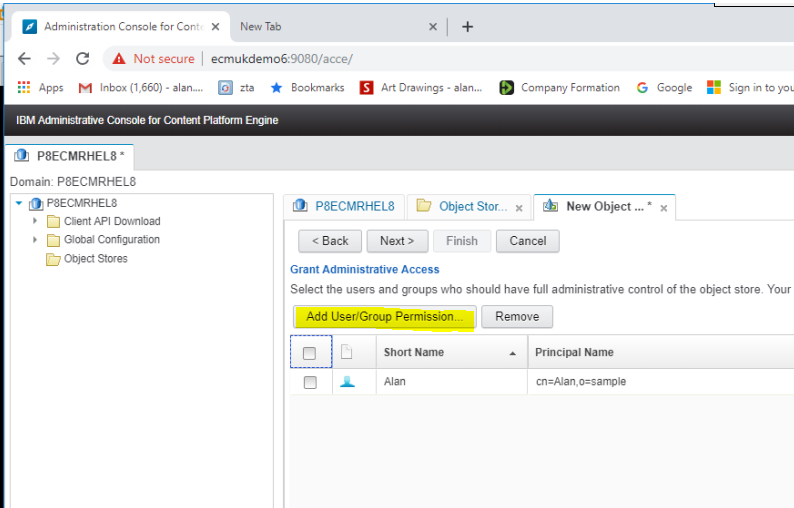 Administration Console for Conte
New Tab
Not secure
ecmukdemo6:9080/acce/
Apps
Inbox (1,660) - alan....
zta
Bookmarks
S
Art Drawings - alan...
Company Formation
G
Google
Sign in to you
IBM Administrative Console for Content Platform Engine
P8ECMRHEL8 *
Domain: P8ECMRHEL8
P8ECMRHEL8
Client API Download
Global Configuration
Object Stores
P8ECMRHEL8
Object Stor...
New Object ... *
< Back
Next >
Finish
Cancel
Grant Administrative Access
Select the users and groups who should have full administrative control of the object store. Your
Add User/Group Permission...
Remove
Short Name
Principal Name
Alan
cn=Alan,o=sample